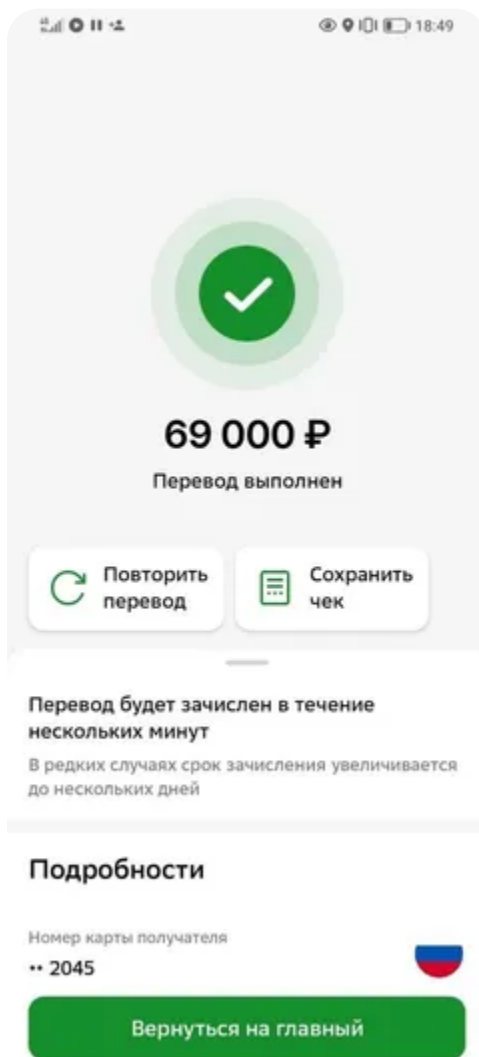 18:49
69 000 ₽
Перевод выполнен
Повторить
перевод
Сохранить
чек
Перевод будет зачислен в течение
нескольких минут
В редких случаях срок зачисления увеличивается
до нескольких дней
Подробности
Номер карты получателя
•• 2045
Вернуться на главный